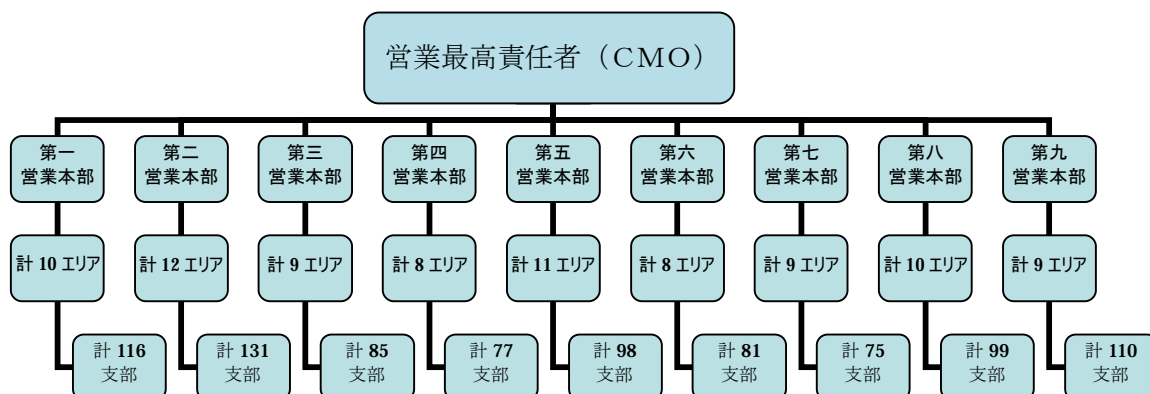 営業最高責任者（CMO）
第一
営業本部
第二
営業本部
第三
営業本部
第四
営業本部
第五
営業本部
第六
営業本部
第七
営業本部
第八
営業本部
第九
営業本部
計 10 エリア
計 12 エリア
計 9 エリア
計 8 エリア
計 11 エリア
計 8 エリア
計 9 エリア
計 10 エリア
計 9 エリア
計 116
支部
計 131
支部
計 85
支部
計 77
支部
計 98
支部
計 81
支部
計 75
支部
計 99
支部
計 110
支部